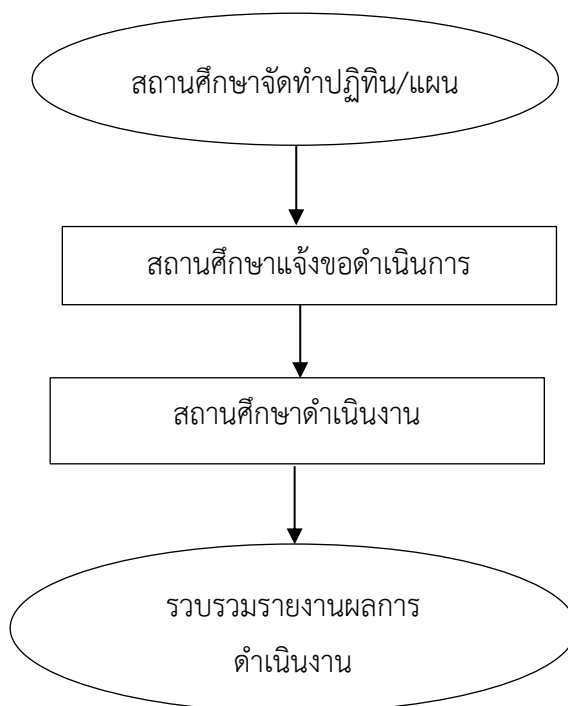 สถานศึกษาจัดทำปฏิทิน/แผน
สถานศึกษาแจ้งขอดำเนินการ
สถานศึกษาดำเนินงาน
รวบรวมรายงานผลการ
ดำเนินงาน